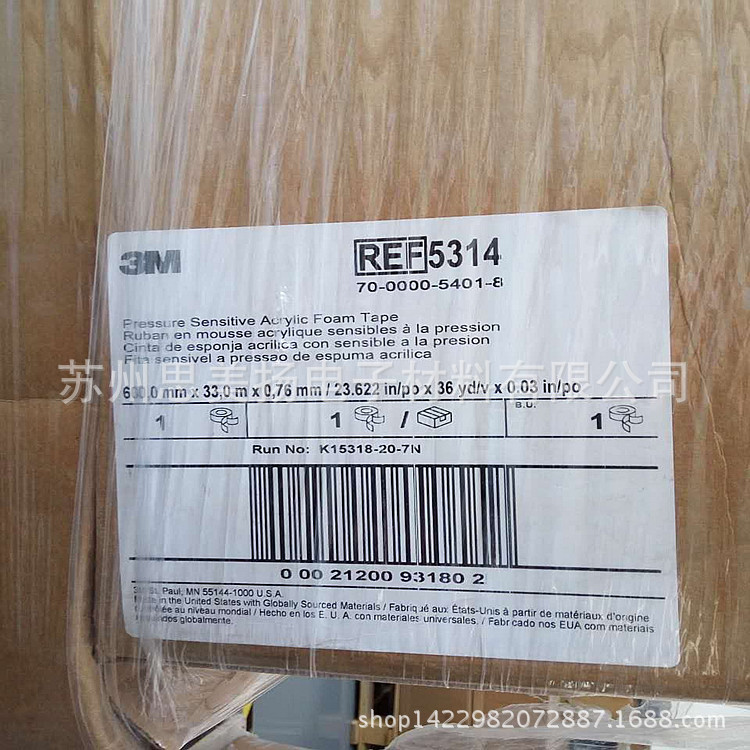 3M
REF 5314
70-0000-5401-8
Pressure Sensitive Acrylic Foam Tape
Ruban en mousse acrylique sensibles à la pression
Cinta de esponja acrilica con sensible a la presion
Fita sensivel a pressao de espuma acrilica
苏州思美扬电子材料有限公司
600,0 mm x 33,0 m x 0,76 mm / 23.622 in/po x 36 yd/v x 0.03 in/po
1
1 /
B.U.
1
Run No: K15318-20-7N
0 00 21200 93180 2
3M St. Paul, MN 55144-1000 U.S.A.
Made in the United States with Globally Sourced Materials / Fabriqué aux États-Unis à partir de matériaux d'origine
au niveau mondial / Hecho en los E. U. A. con materiales universales. / Fabricado nos EUA com materiais
globalmente.
shop1422982072887.1688.com